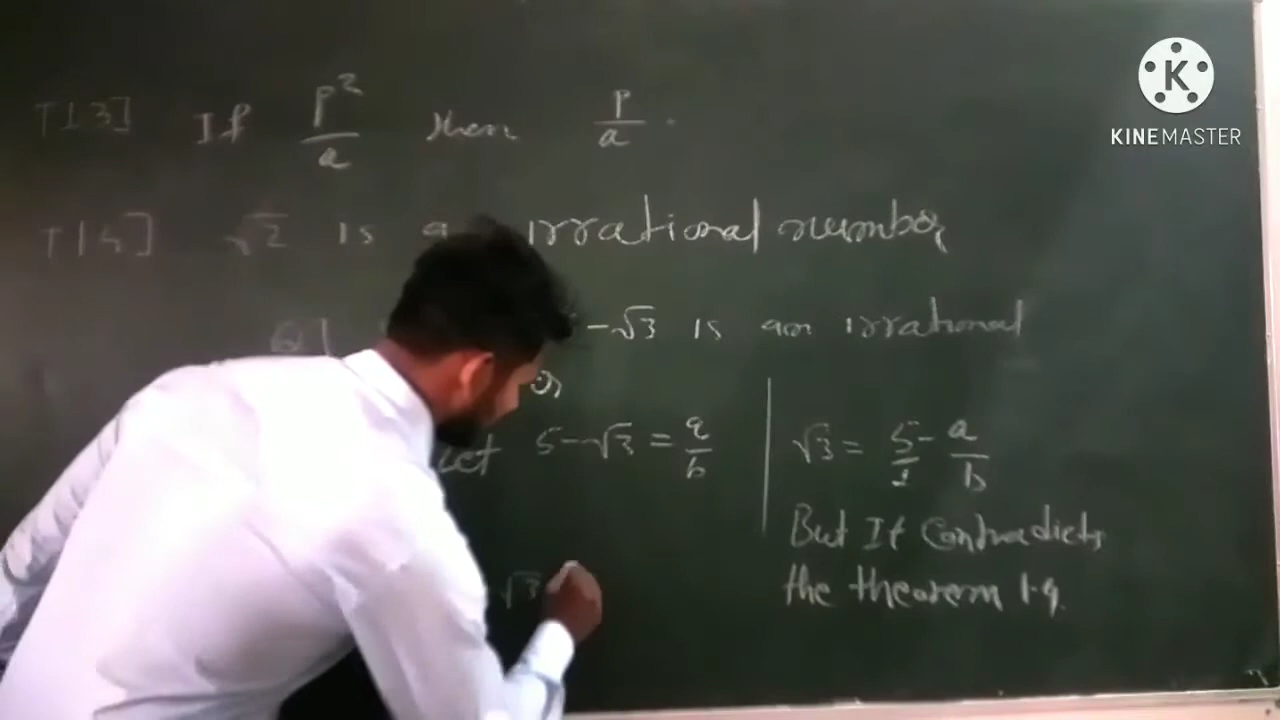 T[3] If p²/a then p/a .
T[4] √2 is a irrational number
Q] -√3 is an irrational
Let 5-√3 = a/b
√3 = 5/1 - a/b
But It Contradicts
the theorem 1.4.
√3
KINEMASTER